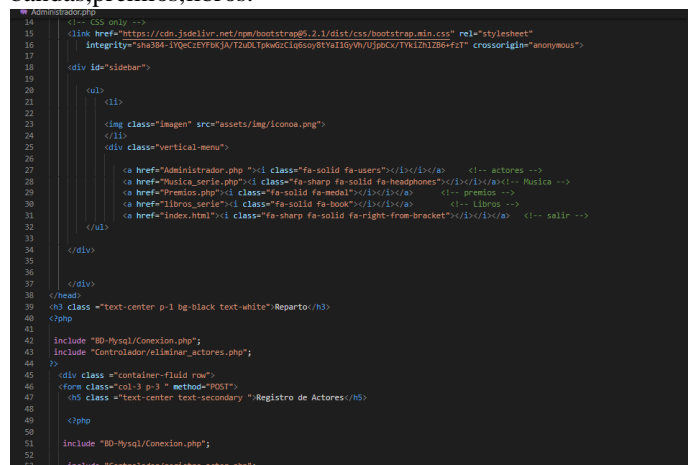 bandas,premios,libros.
Administrador.php
14 <!-- CSS only -->
15 <link href="https://cdn.jsdelivr.net/npm/bootstrap@5.2.1/dist/css/bootstrap.min.css" rel="stylesheet"
16 integrity="sha384-iYQeCzEYFbKjA/T2uDLTpkwGzCiq6soy8tYaI1GyVh/UjpbCx/TYkiZhlZB6+fzT" crossorigin="anonymous">
17
18 <div id="sidebar">
19
20 <ul>
21 <li>
22
23 <img class="imagen" src="assets/img/iconoa.png">
24 </li>
25 <div class="vertical-menu">
26
27 <a href="Administrador.php "><i class="fa-solid fa-users"></i></i></a> <!-- actores -->
28 <a href="Musica_serie.php"><i class="fa-sharp fa-solid fa-headphones"></i></i></a><!-- Musica -->
29 <a href="Premios.php"><i class="fa-solid fa-medal"></i></i></a> <!-- premios -->
30 <a href="libros_serie"><i class="fa-solid fa-book"></i></i></a> <!-- Libros -->
31 <a href="index.html"><i class="fa-sharp fa-solid fa-right-from-bracket"></i></i></a> <!-- salir -->
32 </ul>
33
34 </div>
35
36
37 </div>
38 </head>
39 <h3 class ="text-center p-1 bg-black text-white">Reparto</h3>
40 <?php
41
42 include "BD-Mysql/Conexion.php";
43 include "Controlador/eliminar_actores.php";
44 ?>
45 <div class ="container-fluid row">
46 <form class="col-3 p-3 " method="POST">
47 <h5 class ="text-center text-secondary ">Registro de Actores</h5>
48
49 <?php
50
51 include "BD-Mysql/Conexion.php";
52